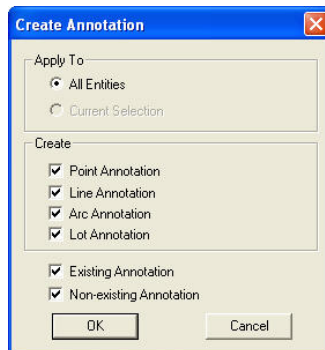 Create Annotation
Apply To
All Entities
Current Selection
Create
Point Annotation
Line Annotation
Arc Annotation
Lot Annotation
Existing Annotation
Non-existing Annotation
OK Cancel